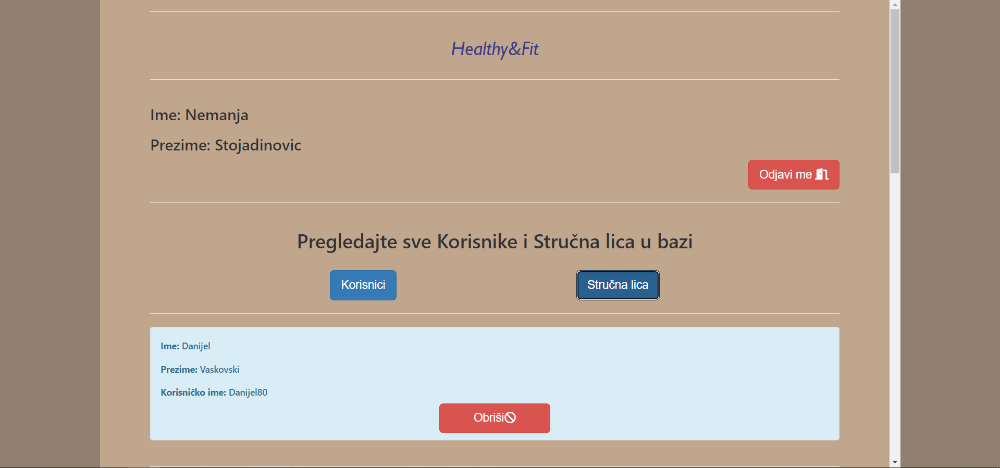 Healthy&Fit
Ime: Nemanja
Prezime: Stojadinovic
Odjavi me
Pregledajte sve Korisnike i Stručna lica u bazi
Korisnici
Stručna lica
Ime: Danijel
Prezime: Vaskovski
Korisničko ime: Danijel80
Obriši